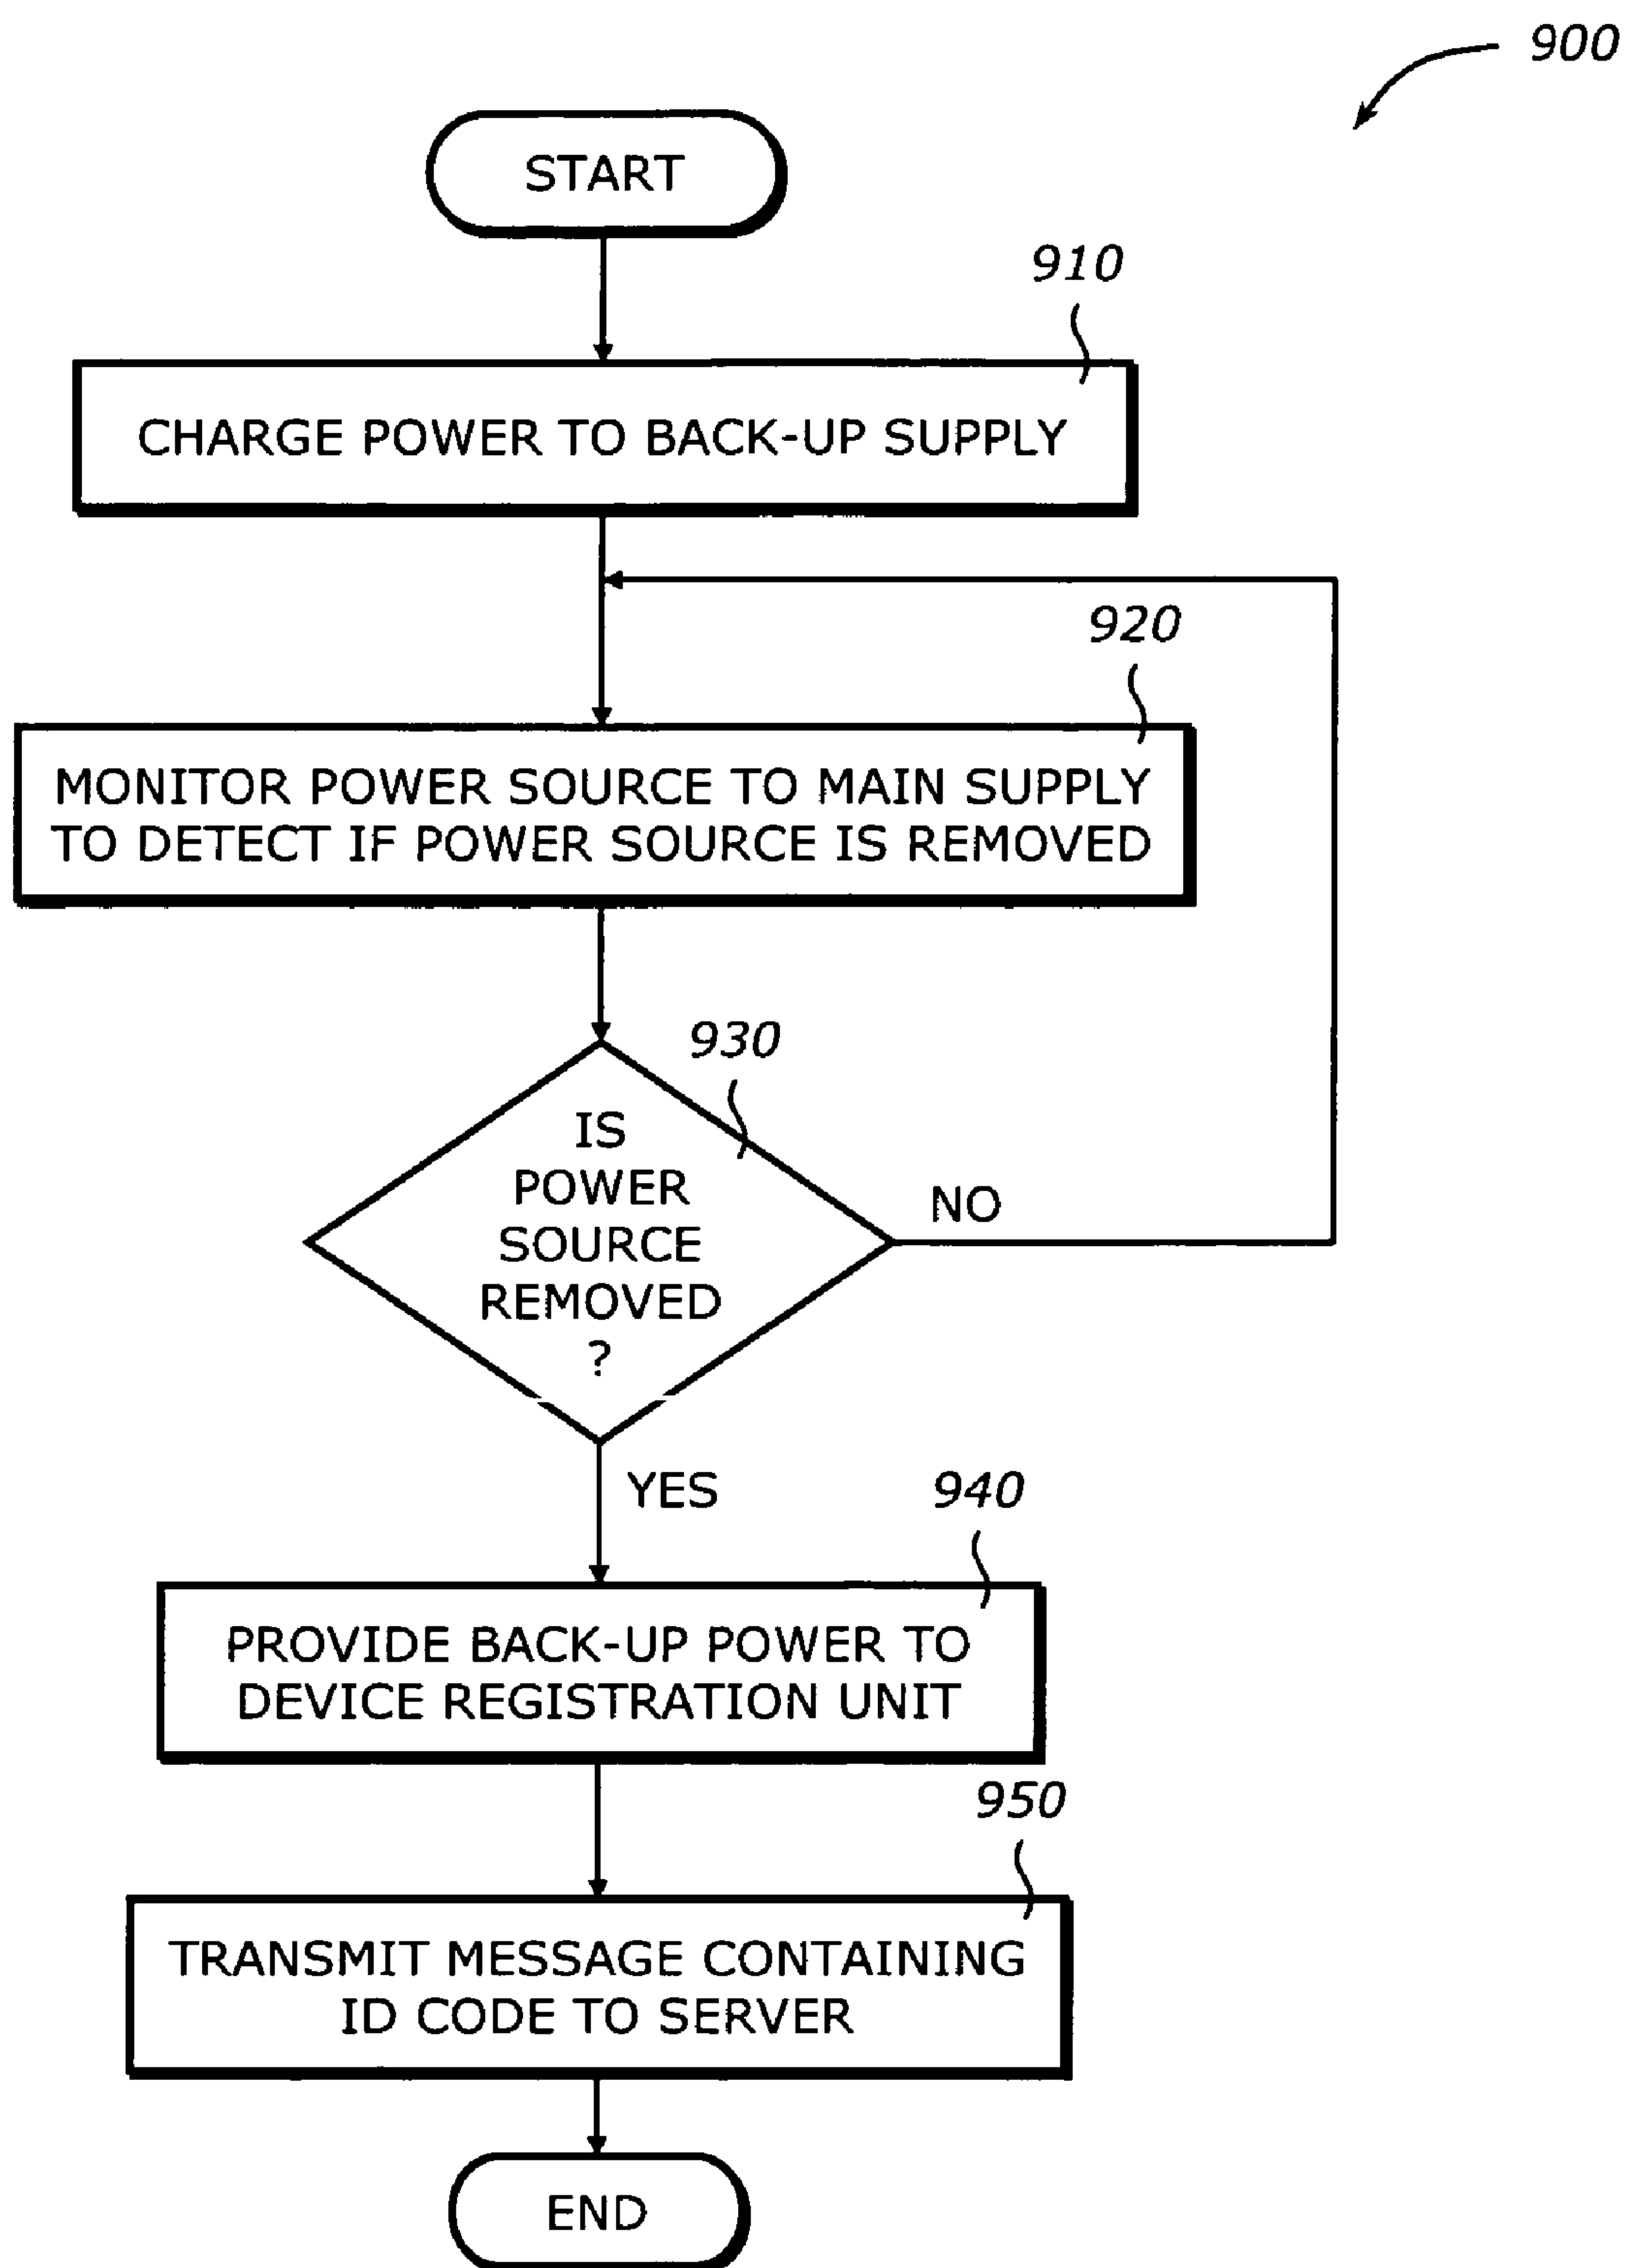 900
START
910
CHARGE POWER TO BACK-UP SUPPLY
920
MONITOR POWER SOURCE TO MAIN SUPPLY
TO DETECT IF POWER SOURCE IS REMOVED
930
IS
POWER
SOURCE
REMOVED
?
NO
YES
940
PROVIDE BACK-UP POWER TO
DEVICE REGISTRATION UNIT
950
TRANSMIT MESSAGE CONTAINING
ID CODE TO SERVER
END